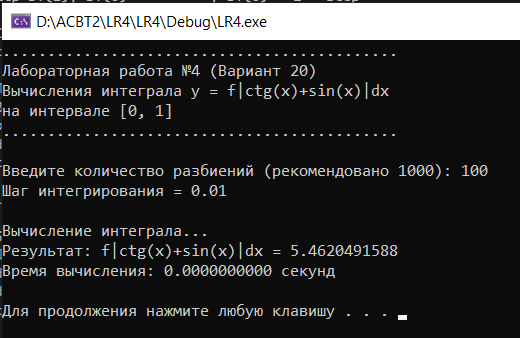 D:\ACBT2\LR4\LR4\Debug\LR4.exe
................................................
Лабораторная работа №4 (Вариант 20)
Вычисления интеграла y = f|ctg(x)+sin(x)|dx
на интервале [0, 1]
................................................
Введите количество разбиений (рекомендовано 1000): 100
Шаг интегрирования = 0.01
Вычисление интеграла...
Результат: f|ctg(x)+sin(x)|dx = 5.4620491588
Время вычисления: 0.0000000000 секунд
Для продолжения нажмите любую клавишу . . .